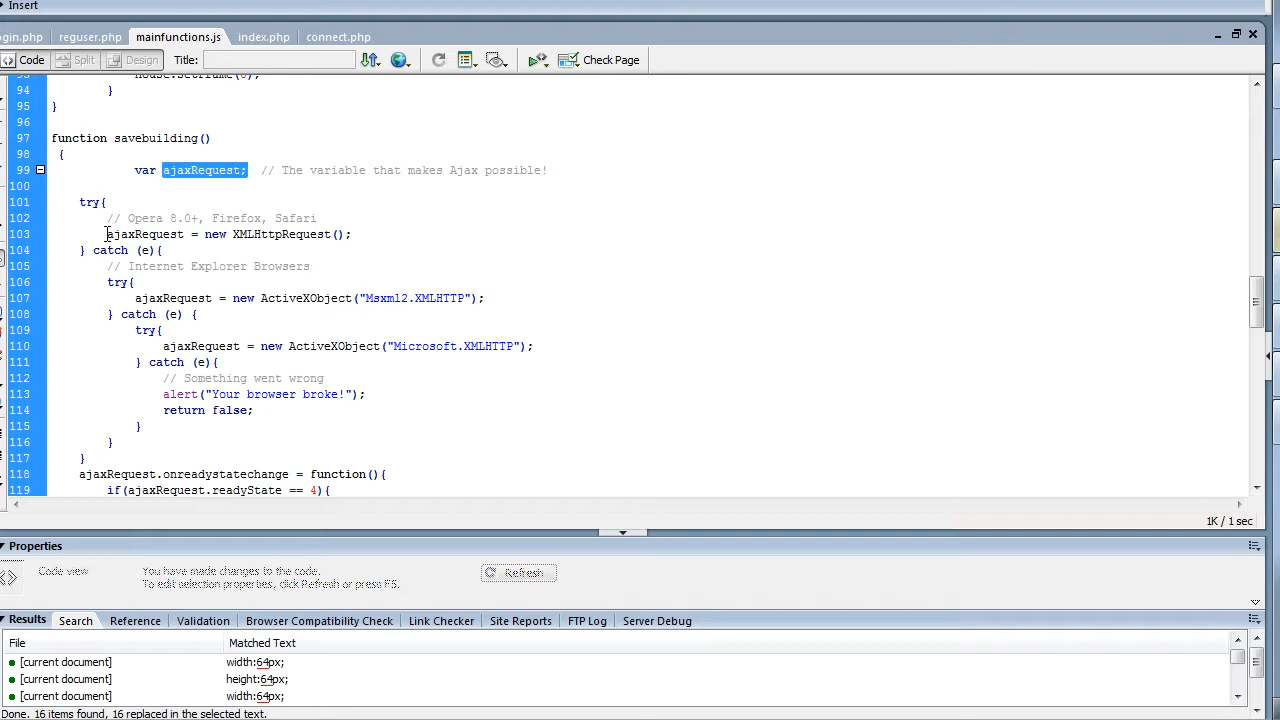 Insert
ogin.php reguser.php mainfunctions.js index.php connect.php
Code Split Design Title: Check Page
93 house.setFrame(0);
94 }
95 }
96
97 function savebuilding()
98 {
99 var ajaxRequest; // The variable that makes Ajax possible!
100
101 try{
102 // Opera 8.0+, Firefox, Safari
103 ajaxRequest = new XMLHttpRequest();
104 } catch (e){
105 // Internet Explorer Browsers
106 try{
107 ajaxRequest = new ActiveXObject("Msxml2.XMLHTTP");
108 } catch (e) {
109 try{
110 ajaxRequest = new ActiveXObject("Microsoft.XMLHTTP");
111 } catch (e){
112 // Something went wrong
113 alert("Your browser broke!");
114 return false;
115 }
116 }
117 }
118 ajaxRequest.onreadystatechange = function(){
119 if(ajaxRequest.readyState == 4){
1K / 1 sec
Properties
Code view You have made changes to the code. Refresh
To edit selection properties, click Refresh or press F5.
Results Search Reference Validation Browser Compatibility Check Link Checker Site Reports FTP Log Server Debug
File Matched Text
[current document] width:64px;
[current document] height:64px;
[current document] width:64px;
Done. 16 items found, 16 replaced in the selected text.